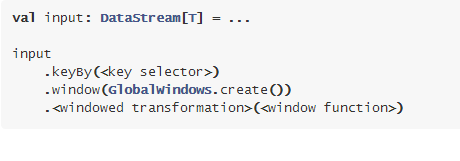 val input: DataStream[T] = ...
input
.keyBy(<key selector>)
.window(GlobalWindows.create())
.<windowed transformation>(<window function>)